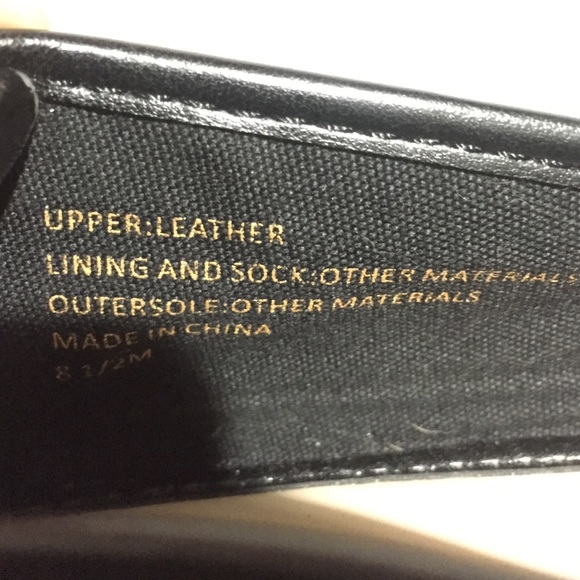 UPPER:LEATHER
LINING AND SOCK:OTHER MATERIALS
OUTERSOLE:OTHER MATERIALS
MADE IN CHINA
8 1/2M